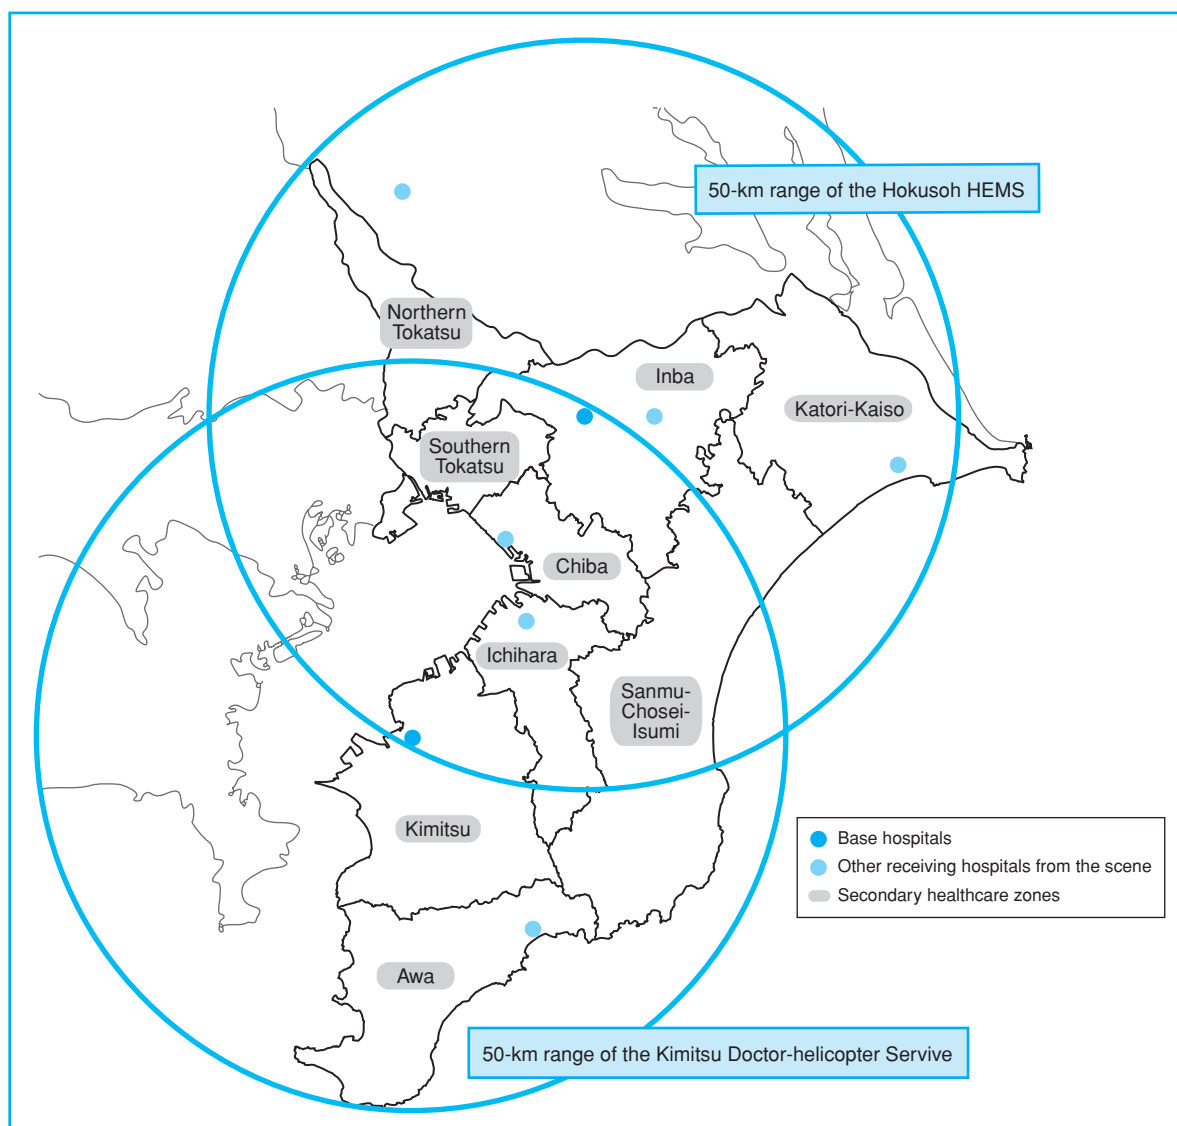 50-km range of the Hokusoh HEMS
Northern
Tokatsu
Inba
Katori-Kaiso
Southern
Tokatsu
Chiba
Ichihara
Sanmu-
Chosei-
Isumi
Kimitsu
Base hospitals
Other receiving hospitals from the scene
Secondary healthcare zones
Awa
50-km range of the Kimitsu Doctor-helicopter Servive